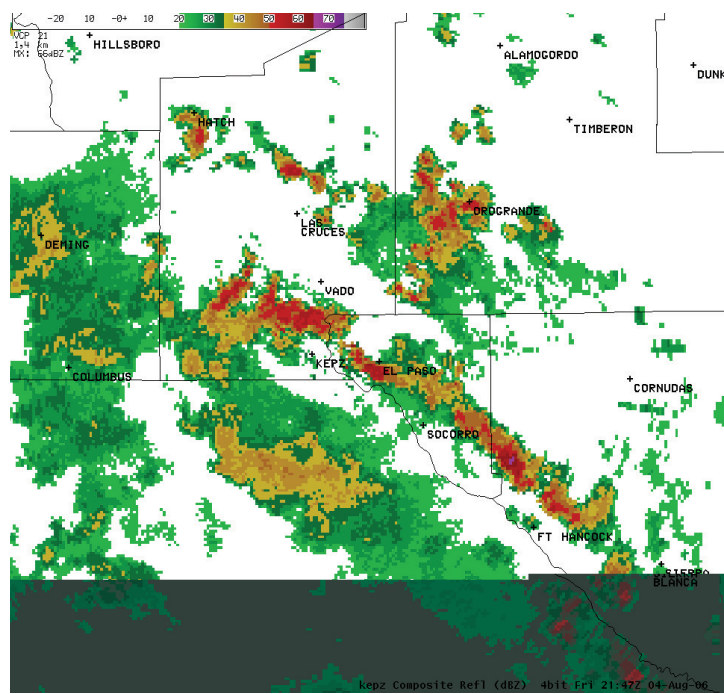 -20 -10 -0+ 10 20 30 40 50 60 70
VCP 21
1,4 km
MX: 66dBZ
HILLSBORO
ALAMOGORDO
DUNK
HATCH
TIMBERON
OROGRANDE
LAS
CRUCES
DEMING
VADO
KEPZ
EL PASO
COLUMBUS
CORNUDAS
SOCORRO
FT HANCOCK
SIERRA
BLANCA
kepz Composite Refl (dBZ) 4bit Fri 21:47Z 04-Aug-06